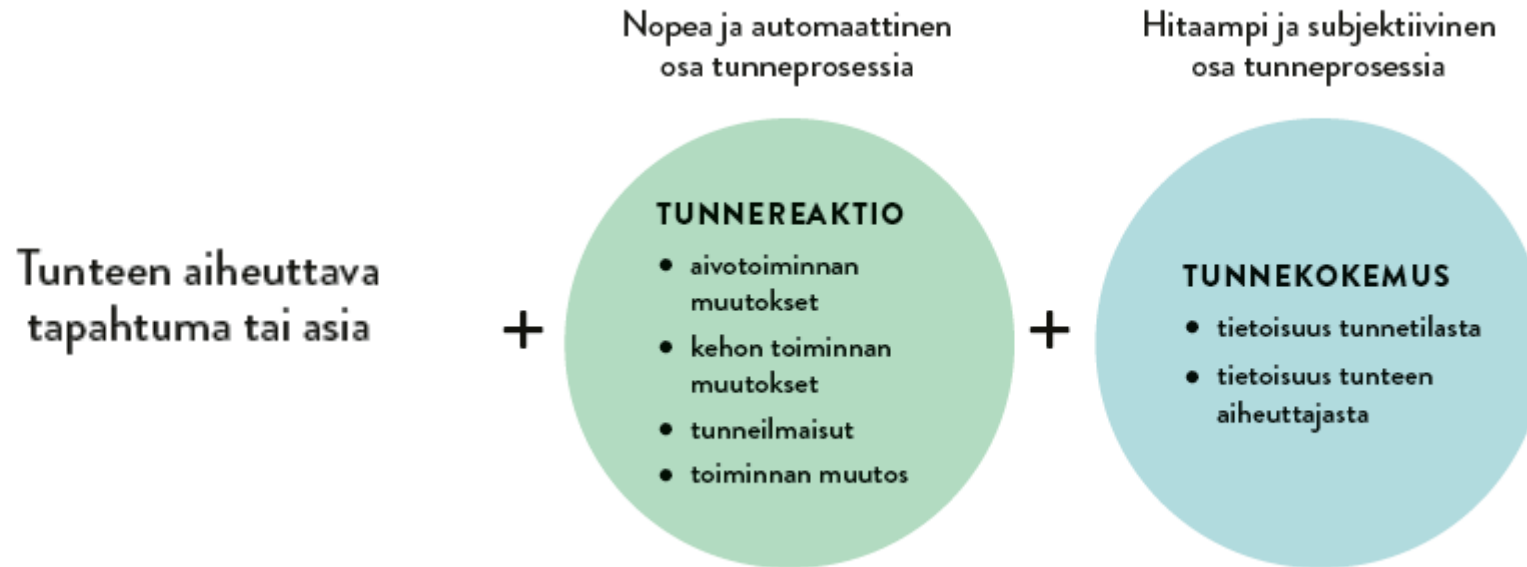 Nopea ja automaattinen
osa tunneprosessia
Hitaampi ja subjektiivinen
osa tunneprosessia
Tunteen aiheuttava
tapahtuma tai asia
+
TUNNEREAKTIO
• aivotoiminnan
muutokset
• kehon toiminnan
muutokset
• tunneilmaisut
• toiminnan muutos
+
TUNNEKOKEMUS
• tietoisuus tunnetilasta
• tietoisuus tunteen
aiheuttajasta